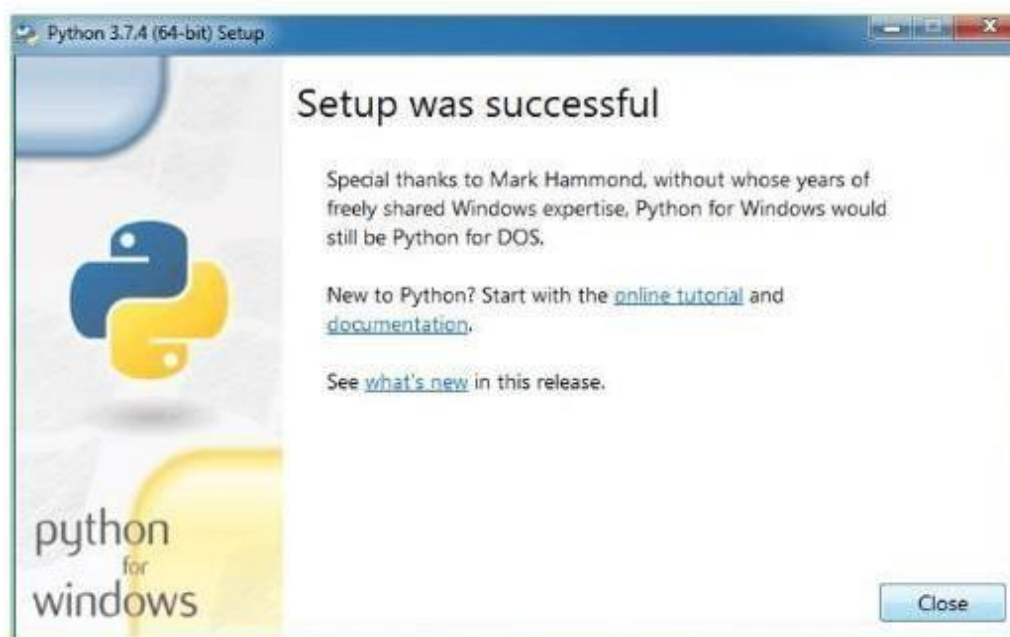 Python 3.7.4 (64-bit) Setup
Setup was successful
Special thanks to Mark Hammond, without whose years of
freely shared Windows expertise, Python for Windows would
still be Python for DOS.
New to Python? Start with the online tutorial and
documentation.
See what's new in this release.
python
for
windows
Close